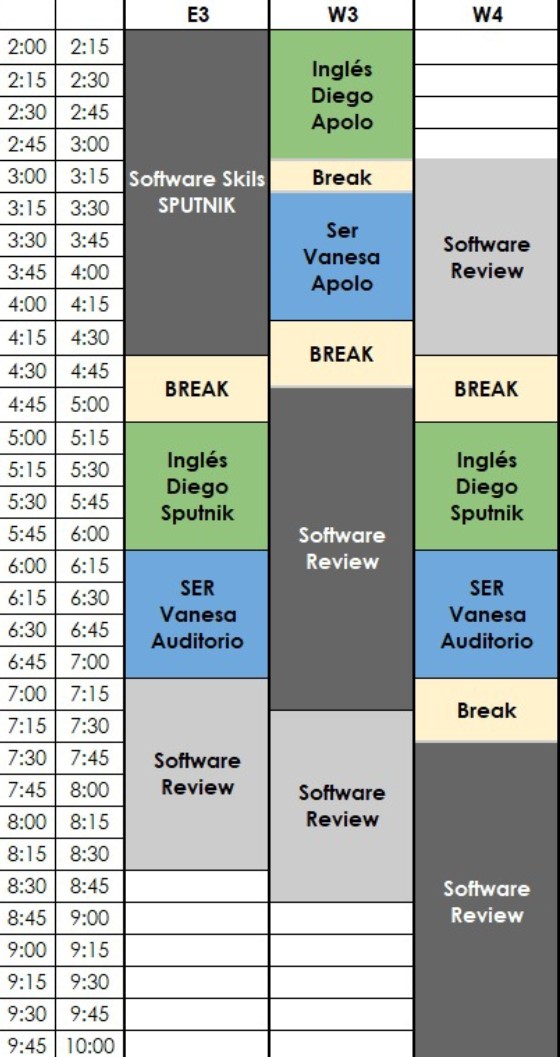 E3 W3 W4
2:00 2:15
2:15 2:30
2:30 2:45
2:45 3:00
3:00 3:15
3:15 3:30
3:30 3:45
3:45 4:00
4:00 4:15
4:15 4:30
4:30 4:45
4:45 5:00
5:00 5:15
5:15 5:30
5:30 5:45
5:45 6:00
6:00 6:15
6:15 6:30
6:30 6:45
6:45 7:00
7:00 7:15
7:15 7:30
7:30 7:45
7:45 8:00
8:00 8:15
8:15 8:30
8:30 8:45
8:45 9:00
9:00 9:15
9:15 9:30
9:30 9:45
9:45 10:00
Software Skils
SPUTNIK
BREAK
Inglés
Diego
Sputnik
SER
Vanesa
Auditorio
Software
Review
Inglés
Diego
Apolo
Break
Ser
Vanesa
Apolo
BREAK
Software
Review
Software
Review
Software
Review
BREAK
Inglés
Diego
Sputnik
SER
Vanesa
Auditorio
Break
Software
Review